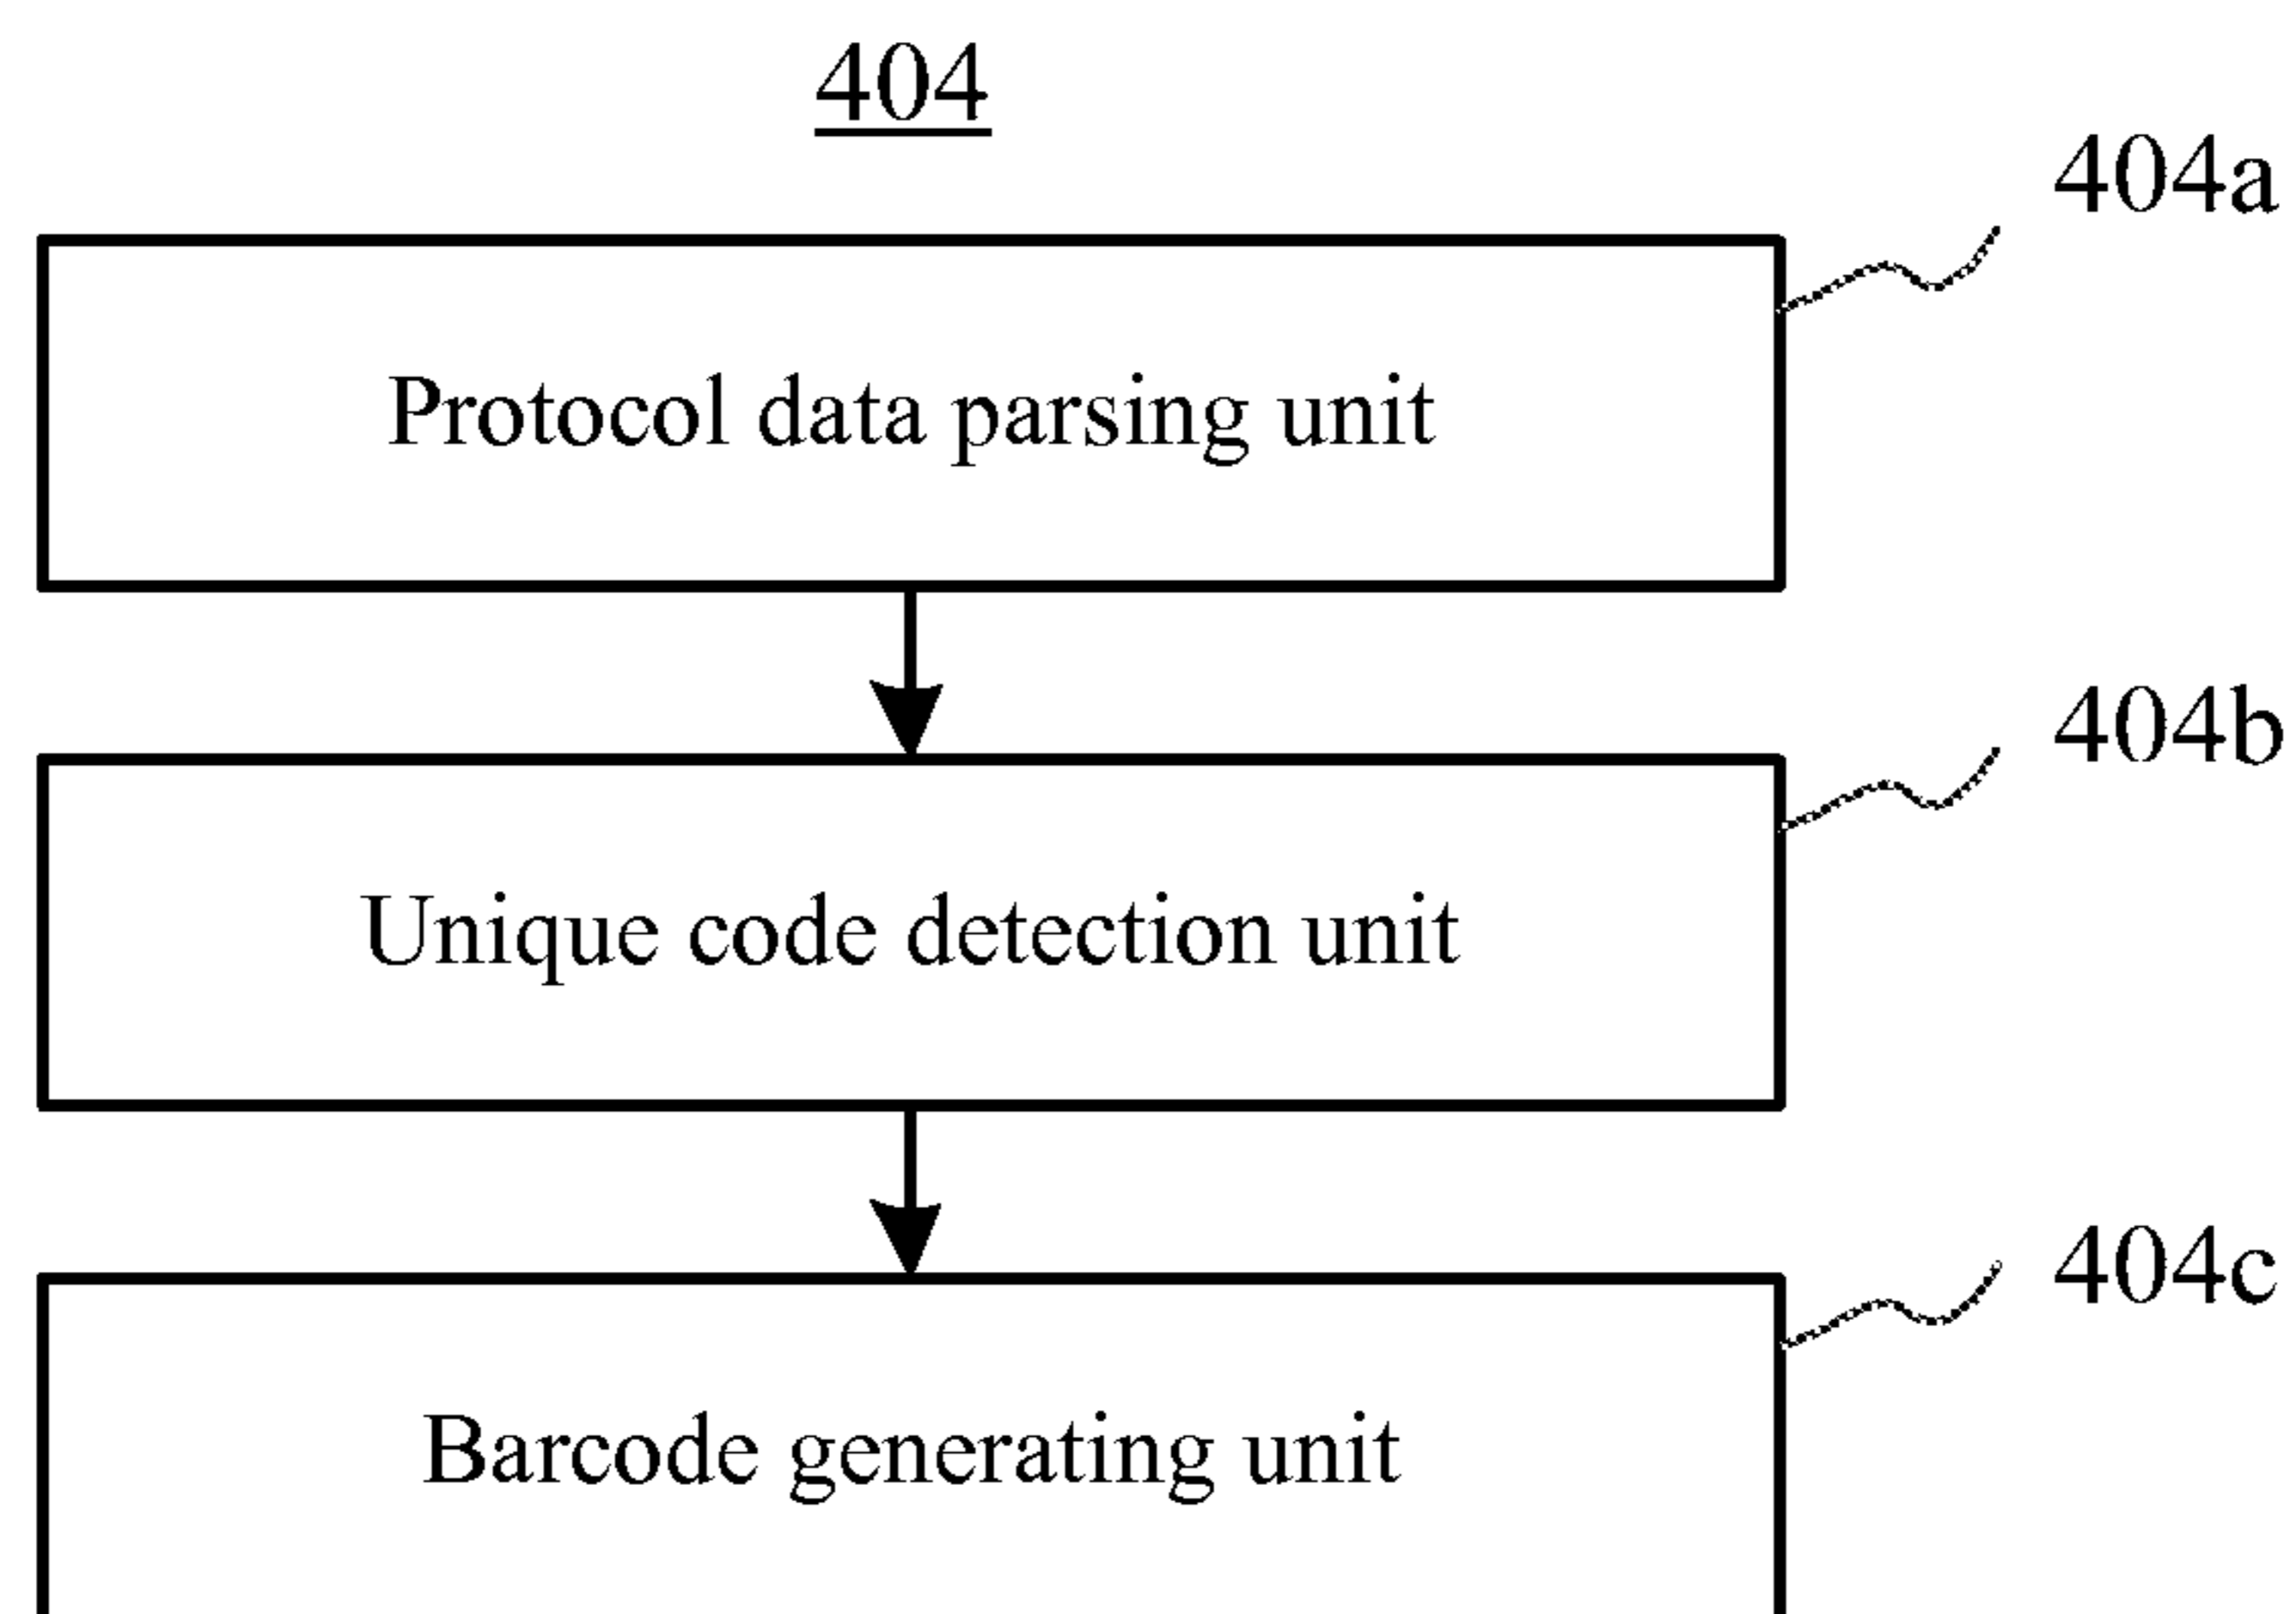 404
404a
Protocol data parsing unit
404b
Unique code detection unit
404c
Barcode generating unit